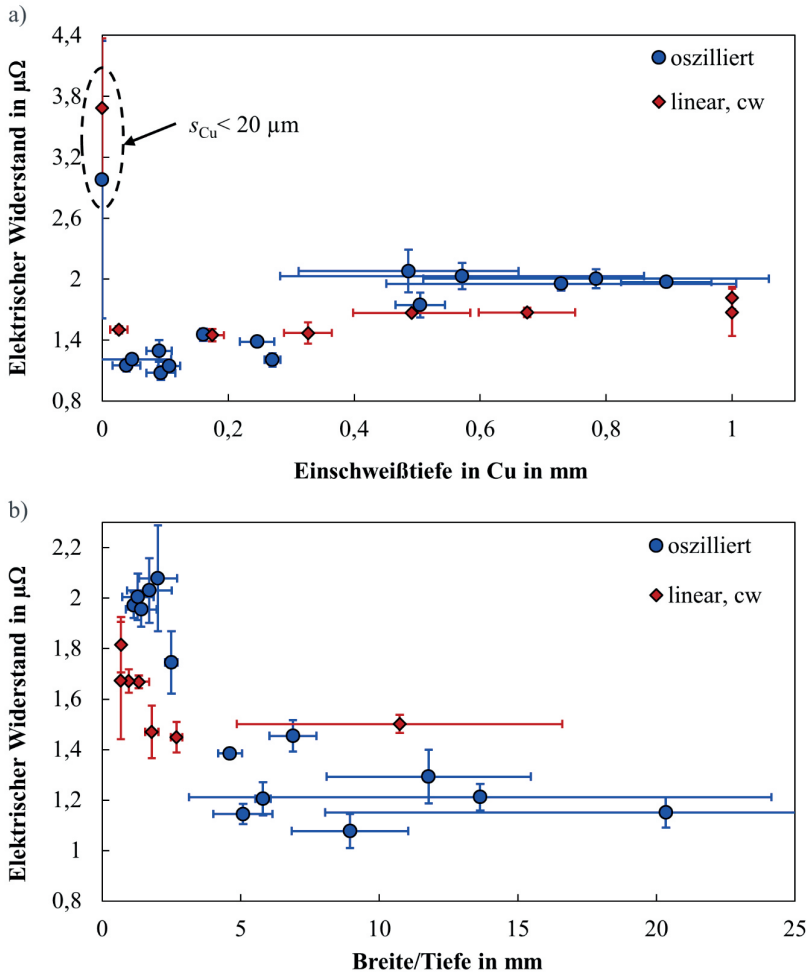 a)
Elektrischer Widerstand in µΩ
4,4
3,8
3,2
2,6
2
1,4
0,8
oszilliert
linear, cw
sCu< 20 µm
0
0,2
0,4
0,6
0,8
1
Einschweißtiefe in Cu in mm
b)
Elektrischer Widerstand in µΩ
2,2
2
1,8
1,6
1,4
1,2
1
0,8
oszilliert
linear, cw
0
5
10
15
20
25
Breite/Tiefe in mm